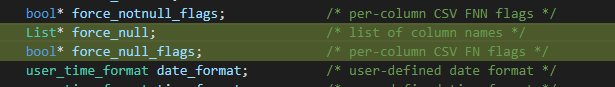 bool* force_notnull_flags; /* per-column CSV FNN flags */
List* force_null; /* list of column names */
bool* force_null_flags; /* per-column CSV FN flags */
user_time_format date_format; /* user-defined date format */